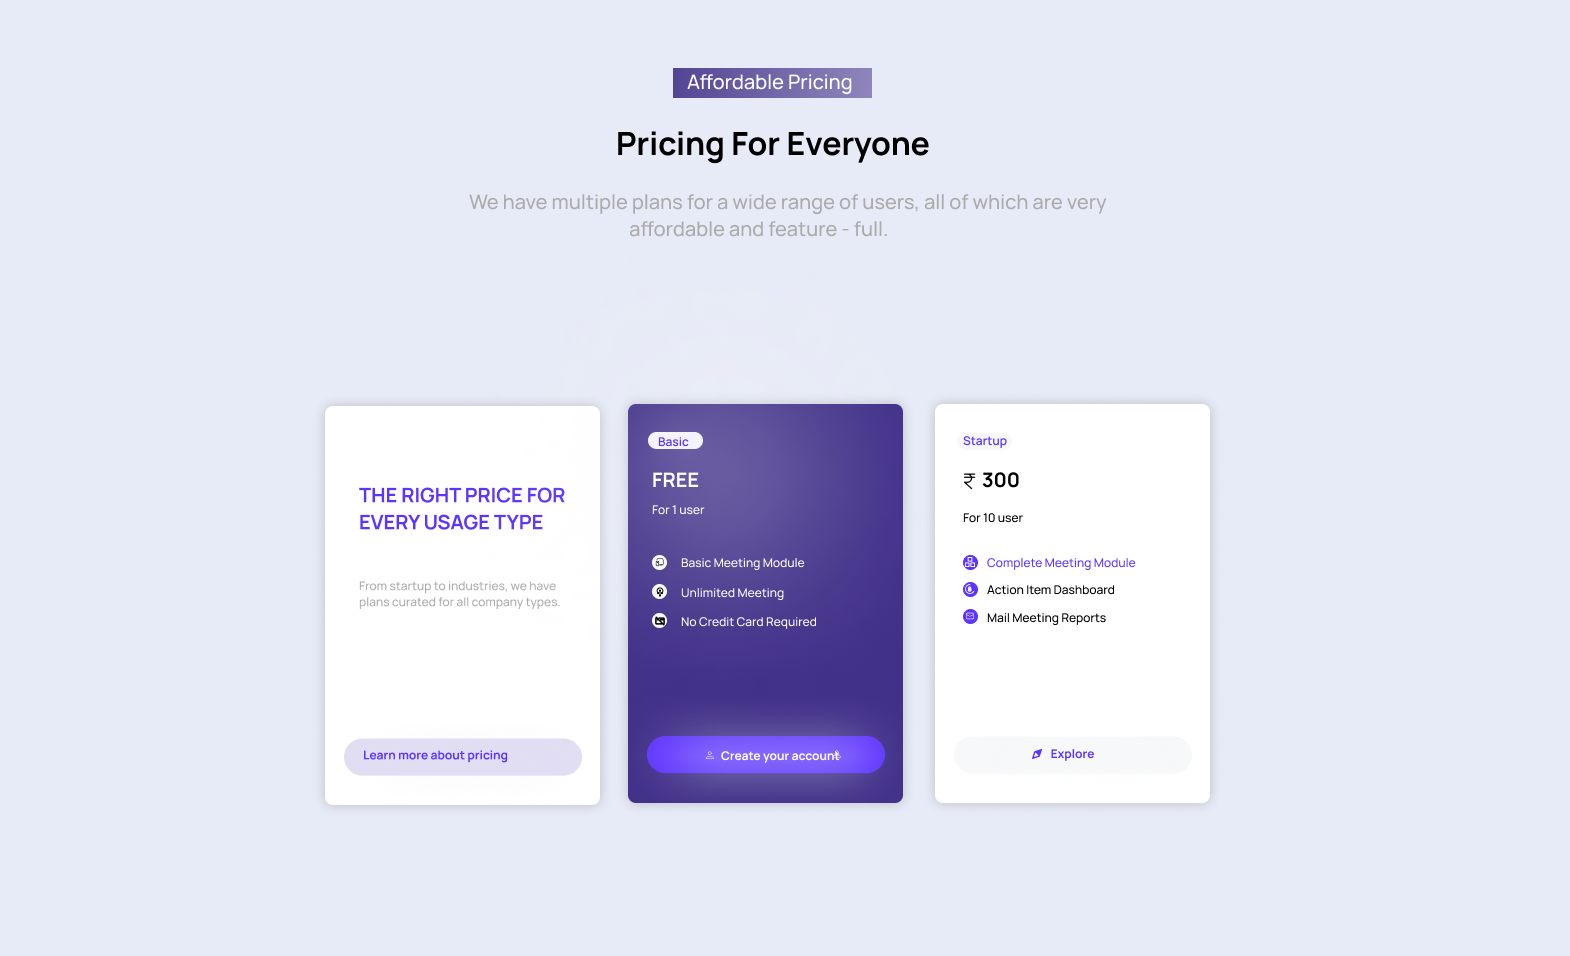 Affordable Pricing
Pricing For Everyone
We have multiple plans for a wide range of users, all of which are very
affordable and feature - full.
THE RIGHT PRICE FOR
EVERY USAGE TYPE
From startup to industries, we have
plans curated for all company types.
Learn more about pricing
Basic
FREE
For 1 user
Basic Meeting Module
Unlimited Meeting
No Credit Card Required
Create your account
Startup
₹ 300
For 10 user
Complete Meeting Module
Action Item Dashboard
Mail Meeting Reports
Explore